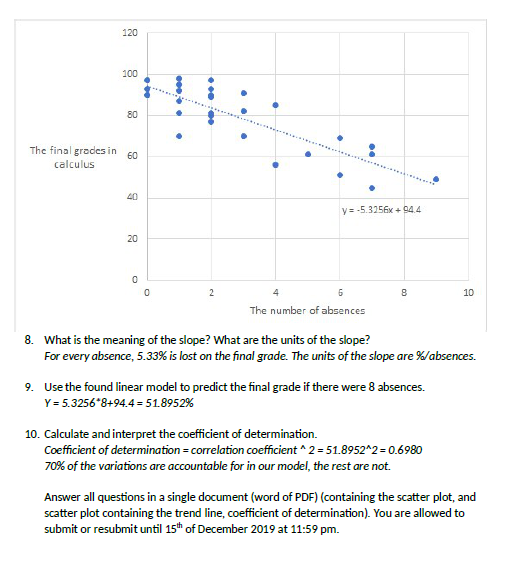 120
100
80
The final grades in
calculus
60
40
y = -5.3256x + 94.4
20
0
0 2 4 6 8 10
The number of absences
8. What is the meaning of the slope? What are the units of the slope?
For every absence, 5.33% is lost on the final grade. The units of the slope are %/absences.
9. Use the found linear model to predict the final grade if there were 8 absences.
Y = 5.3256*8+94.4 = 51.8952%
10. Calculate and interpret the coefficient of determination.
Coefficient of determination = correlation coefficient ^ 2 = 51.8952^2 = 0.6980
70% of the variations are accountable for in our model, the rest are not.
Answer all questions in a single document (word of PDF) (containing the scatter plot, and
scatter plot containing the trend line, coefficient of determination). You are allowed to
submit or resubmit until 15th of December 2019 at 11:59 pm.